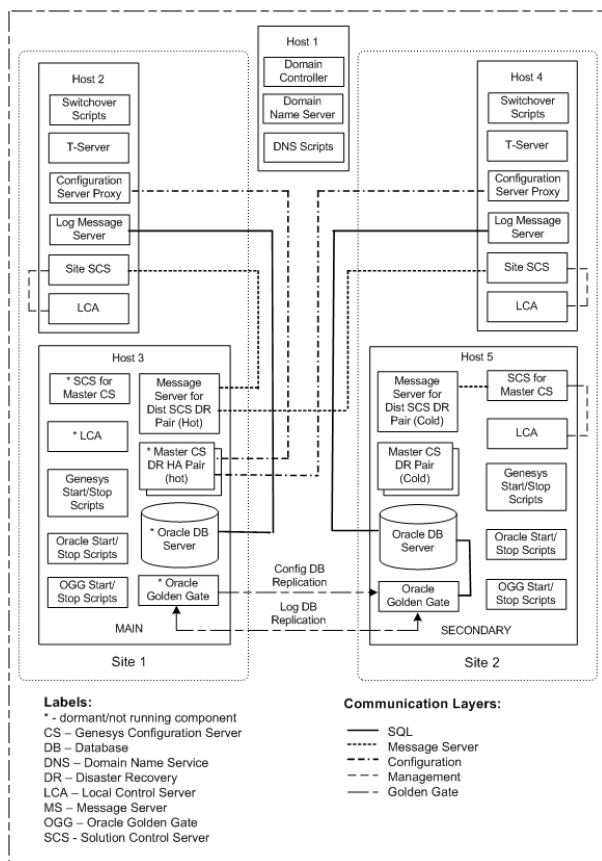 Host 1
Domain
Controller
Domain
Name Server
DNS Scripts
Host 2
Switchover
Scripts
T-Server
Configuration
Server Proxy
Log Message
Server
Site SCS
LCA
Host 4
Switchover
Scripts
T-Server
Configuration
Server Proxy
Log Message
Server
Site SCS
LCA
Host 3
* SCS for
Master CS
Message
Server for
Dist SCS DR
Pair (Hot)
* LCA
* Master CS
DR HA Pair
(hot)
Genesys
Start/Stop
Scripts
* Oracle DB
Server
Oracle Start/
Stop Scripts
OGG Start/
Stop Scripts
* Oracle
Golden Gate
MAIN
Site 1
Config DB
Replication
Log DB
Replication
Host 5
Message
Server for
Dist SCS DR
Pair (Cold)
SCS for
Master CS
LCA
Master CS
DR Pair
(Cold)
Genesys
Start/Stop
Scripts
Oracle DB
Server
Oracle Start/
Stop Scripts
Oracle
Golden Gate
OGG Start/
Stop Scripts
SECONDARY
Site 2
Labels:
* - dormant/not running component
CS – Genesys Configuration Server
DB – Database
DNS – Domain Name Service
DR – Disaster Recovery
LCA – Local Control Server
MS – Message Server
OGG – Oracle Golden Gate
SCS - Solution Control Server
Communication Layers:
SQL
Message Server
Configuration
Management
Golden Gate